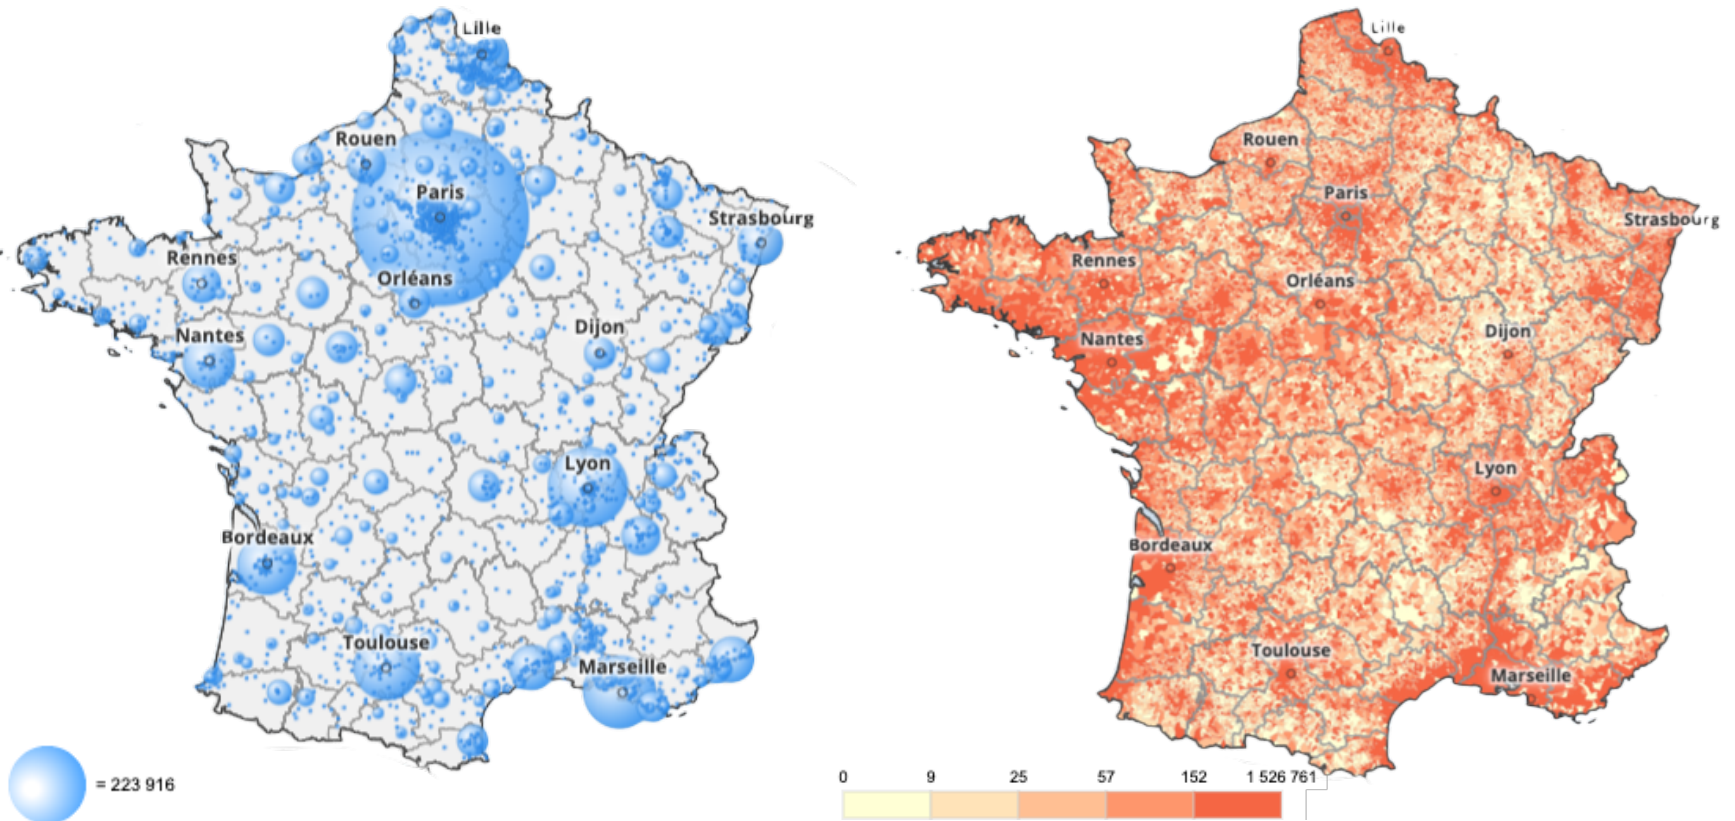 Lille
Rouen
Paris
Strasbourg
Rennes
Orléans
Nantes
Dijon
Lyon
Bordeaux
Toulouse
Marseille
= 223 916
Lille
Rouen
Paris
Strasbourg
Rennes
Orléans
Nantes
Dijon
Lyon
Bordeaux
Toulouse
Marseille
0 9 25 57 152 1 526 761